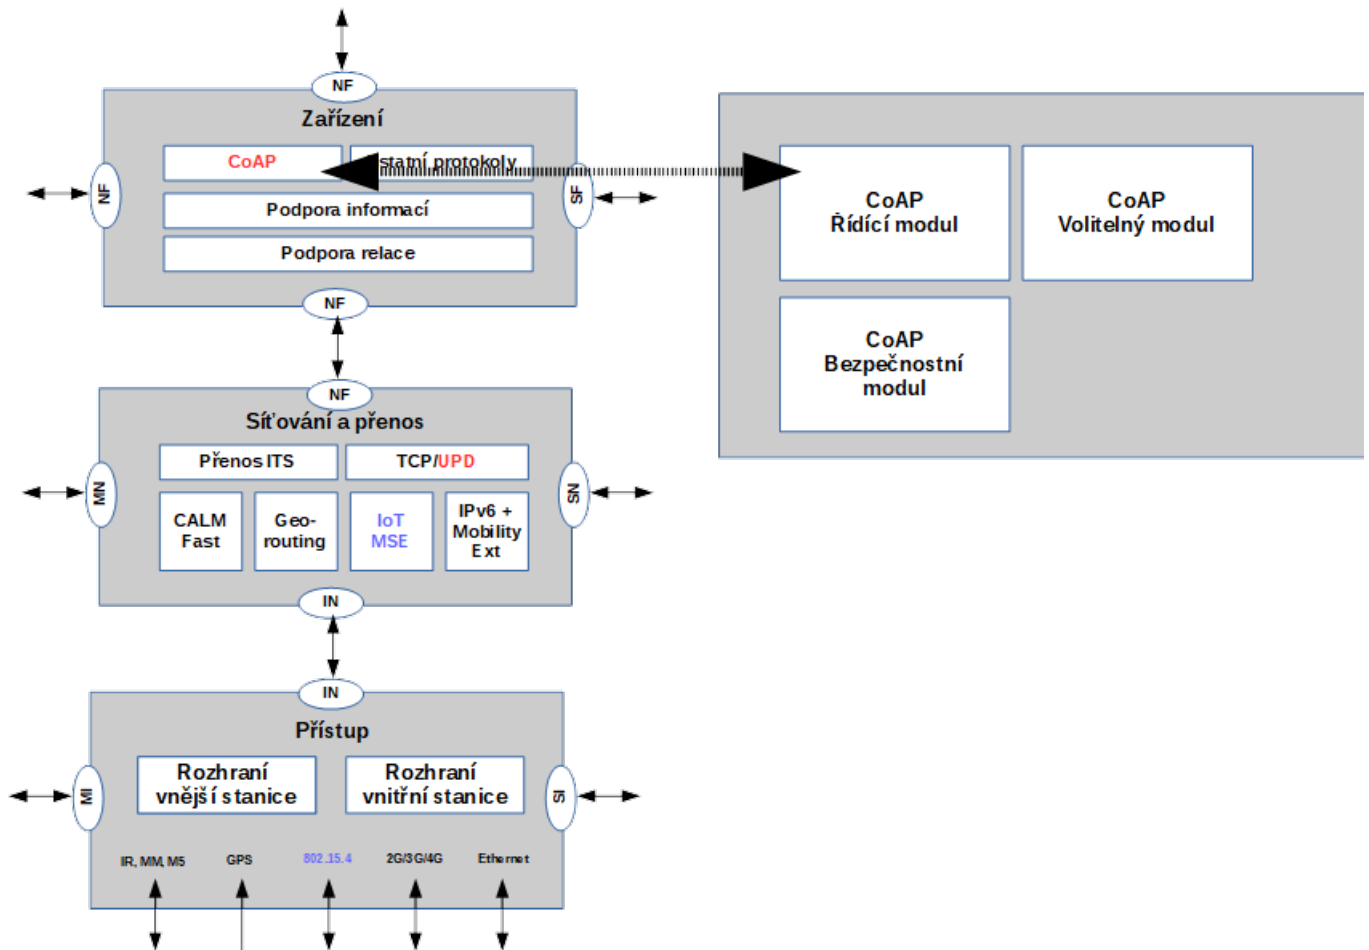 NF
Zařízení
CoAP
statní protokoly
NF
SF
Podpora informací
Podpora relace
NF
CoAP
Řídící modul
CoAP
Volitelný modul
CoAP
Bezpečnostní
modul
NF
Síťování a přenos
Přenos ITS
TCP/UPD
MN
SN
CALM
Fast
Geo-
routing
IoT
MSE
IPv6 +
Mobility
Ext
IN
IN
Přístup
Rozhraní
vnější stanice
Rozhraní
vnitřní stanice
MI
SI
IR, MM, M5
GPS
802.15.4
2G/3G/4G
Ethernet